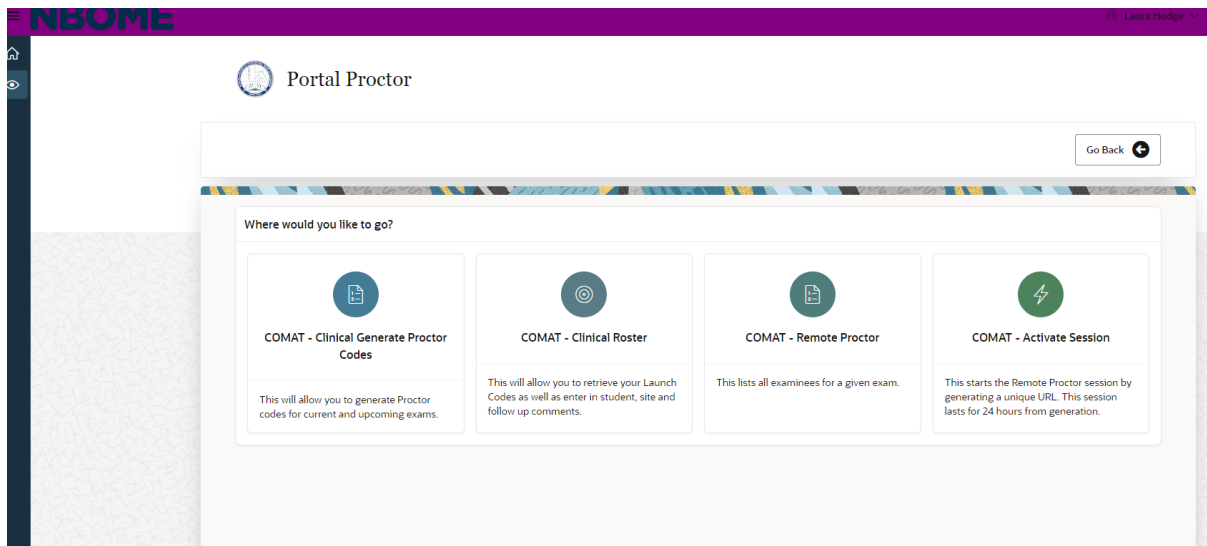 NBOME
Laura Hodge
Portal Proctor
Go Back
Where would you like to go?
COMAT - Clinical Generate Proctor
Codes
This will allow you to generate Proctor
codes for current and upcoming exams.
COMAT - Clinical Roster
This will allow you to retrieve your Launch
Codes as well as enter in student, site and
follow up comments.
COMAT - Remote Proctor
This lists all examinees for a given exam.
COMAT - Activate Session
This starts the Remote Proctor session by
generating a unique URL. This session
lasts for 24 hours from generation.